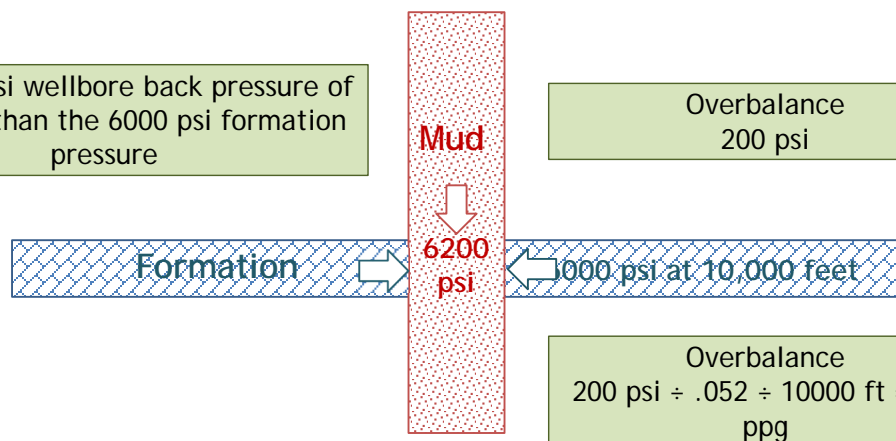 si wellbore back pressure of
than the 6000 psi formation
pressure
Mud
Overbalance
200 psi
Formation
6200
psi
000 psi at 10,000 feet
Overbalance
200 psi ÷ .052 ÷ 10000 ft
ppg